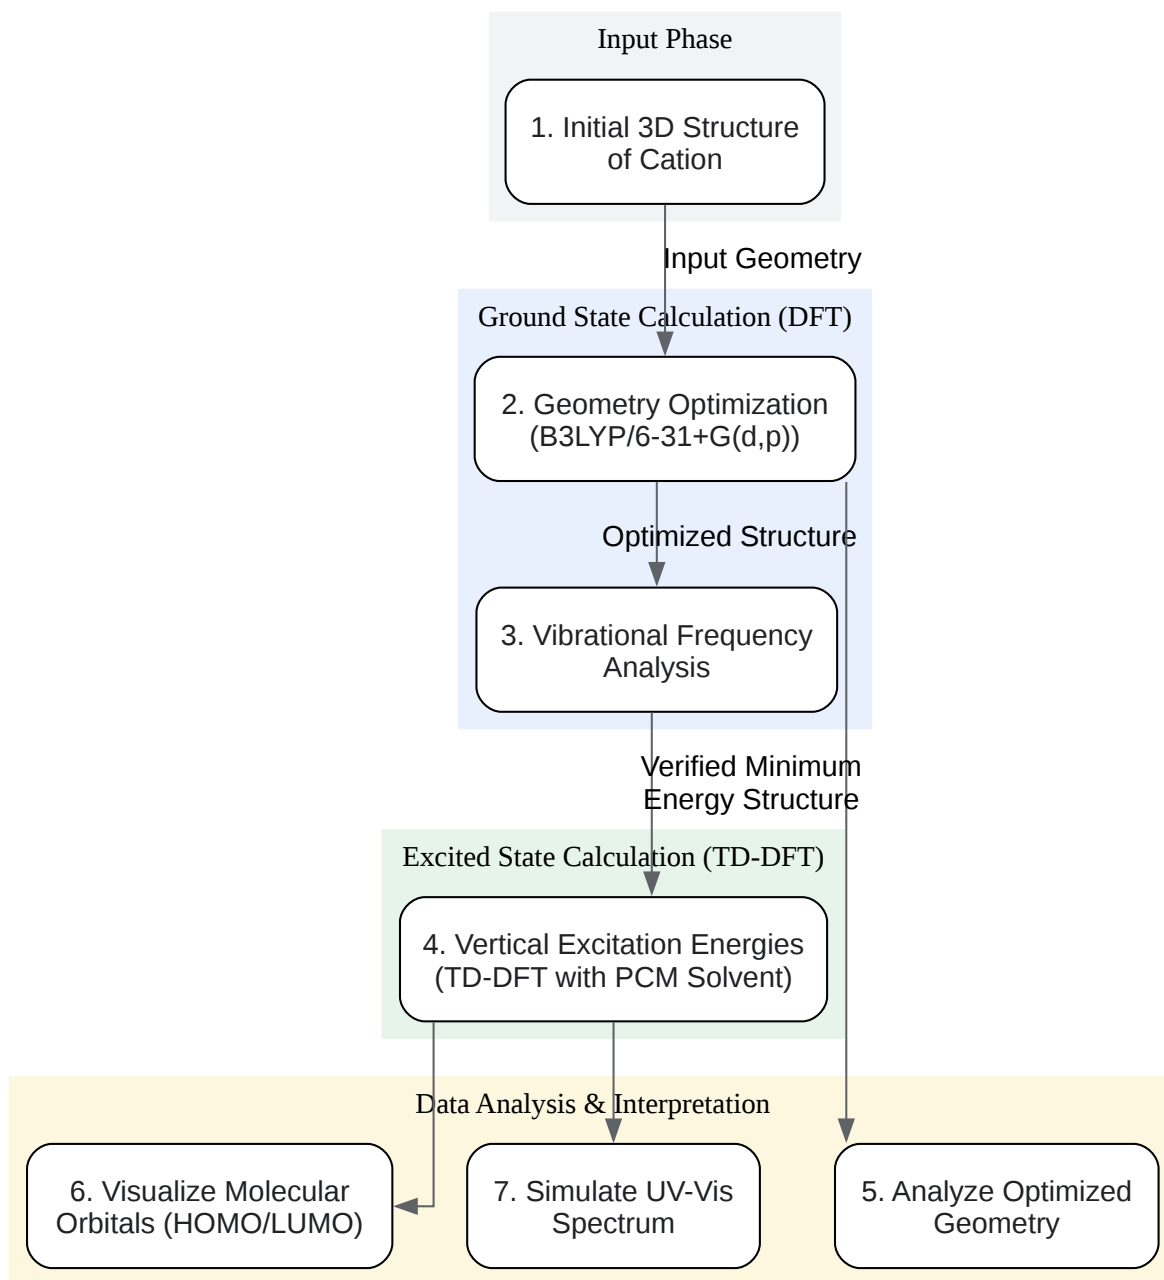 Input Phase
1. Initial 3D Structure
of Cation
Input Geometry
Ground State Calculation (DFT)
2. Geometry Optimization
(B3LYP/6-31+G(d,p))
Optimized Structure
3. Vibrational Frequency
Analysis
Verified Minimum
Energy Structure
Excited State Calculation (TD-DFT)
4. Vertical Excitation Energies
(TD-DFT with PCM Solvent)
Data Analysis & Interpretation
6. Visualize Molecular
Orbitals (HOMO/LUMO)
7. Simulate UV-Vis
Spectrum
5. Analyze Optimized
Geometry